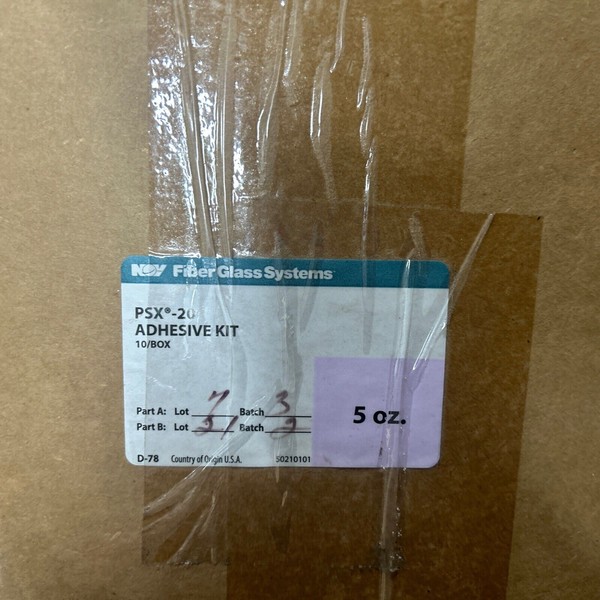 NOV Fiber Glass Systems
PSX®-20
ADHESIVE KIT
10/BOX
Part A: Lot 7 Batch 3
Part B: Lot 21 Batch 2
5 oz.
D-78 Country of Origin U.S.A. 50210101